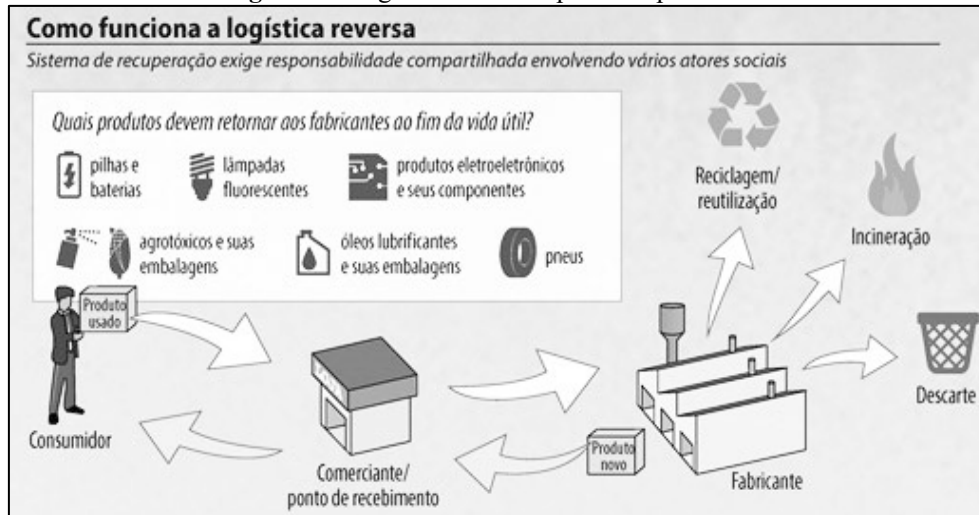 Como funciona a logística reversa
Sistema de recuperação exige responsabilidade compartilhada envolvendo vários atores sociais
Quais produtos devem retornar aos fabricantes ao fim da vida útil?
pilhas e
baterias
lâmpadas
fluorescentes
produtos eletroeletrônicos
e seus componentes
agrotóxicos e suas
embalagens
óleos lubrificantes
e suas embalagens
pneus
Reciclagem/
reutilização
Incineração
Descarte
Produto
usado
Consumidor
Comerciante/
ponto de recebimento
Produto
novo
Fabricante